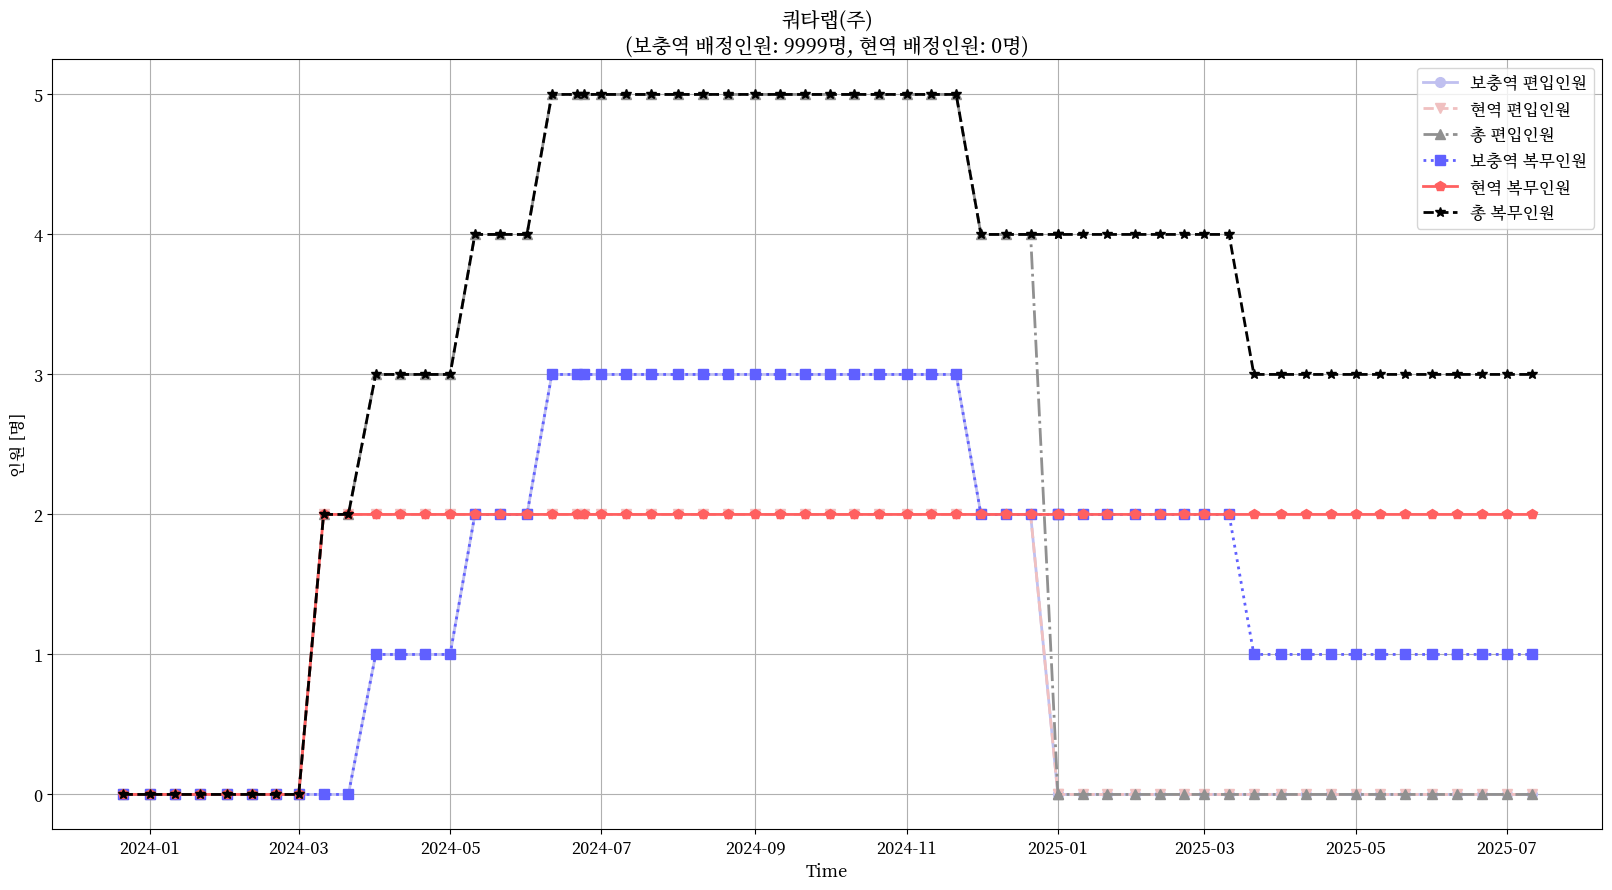 쿼타랩(주)
(보충역 배정인원: 9999명, 현역 배정인원: 0명)
보충역 편입인원
현역 편입인원
총 편입인원
보충역 복무인원
현역 복무인원
총 복무인원
인원 [명]
5
4
3
2
1
0
2024-01 2024-03 2024-05 2024-07 2024-09 2024-11 2025-01 2025-03 2025-05 2025-07
Time